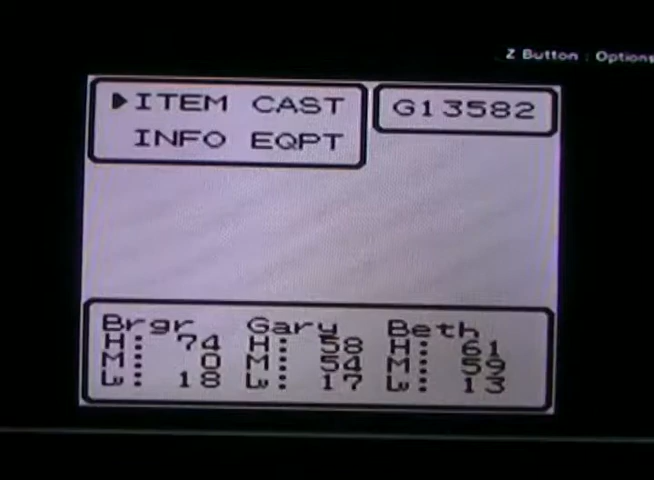 Z Button : Options
▶ITEM CAST
INFO EQPT
G13582
Brgr Gary Beth
H: 74 H: 58 H: 61
M: 0 M: 54 M: 59
L: 18 L: 17 L: 13